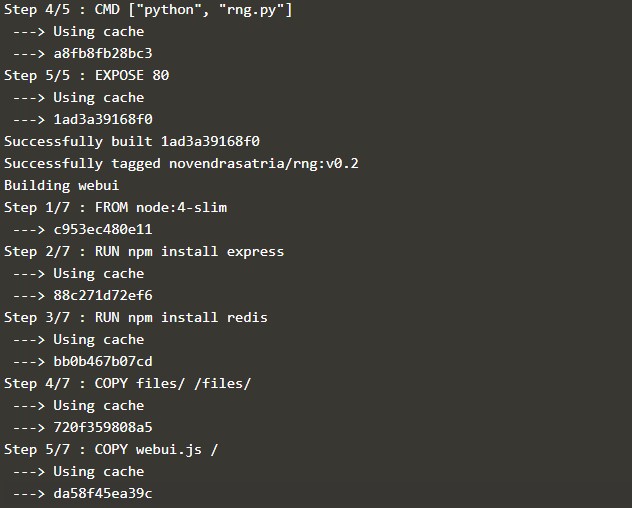 Step 4/5 : CMD ["python", "rng.py"]
---> Using cache
---> a8fb8fb28bc3
Step 5/5 : EXPOSE 80
---> Using cache
---> 1ad3a39168f0
Successfully built 1ad3a39168f0
Successfully tagged novendrasatria/rng:v0.2
Building webui
Step 1/7 : FROM node:4-slim
---> c953ec480e11
Step 2/7 : RUN npm install express
---> Using cache
---> 88c271d72ef6
Step 3/7 : RUN npm install redis
---> Using cache
---> bb0b467b07cd
Step 4/7 : COPY files/ /files/
---> Using cache
---> 720f359808a5
Step 5/7 : COPY webui.js /
---> Using cache
---> da58f45ea39c